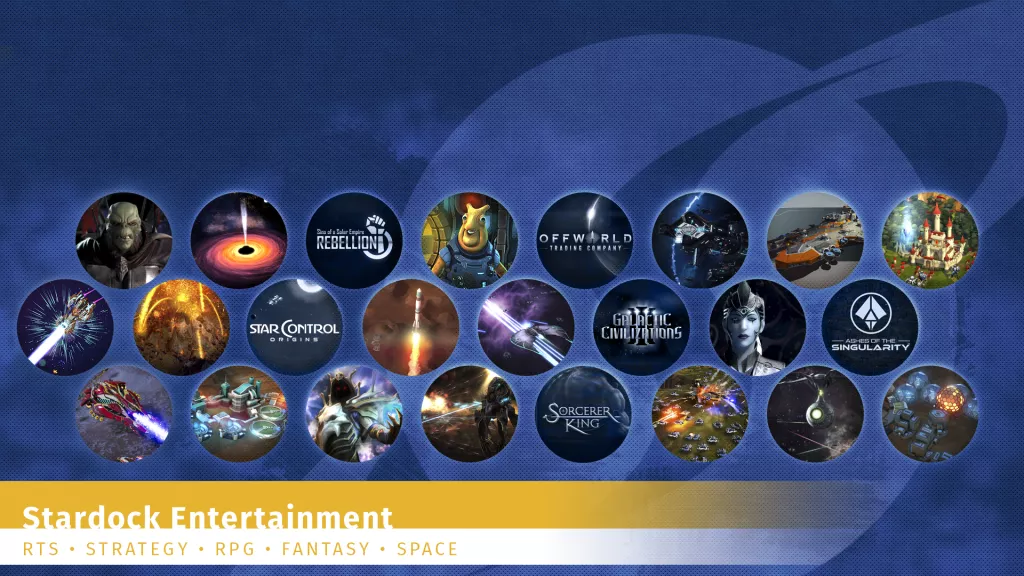 Sins of a Solar Empire
REBELLION
OFFWORLD
TRADING COMPANY
STAR CONTROL
ORIGINS
GALACTIC
III
CIVILIZATIONS
ASHES OF THE
SINGULARITY
SORCERER
KING
Stardock Entertainment
RTS • STRATEGY • RPG • FANTASY • SPACE